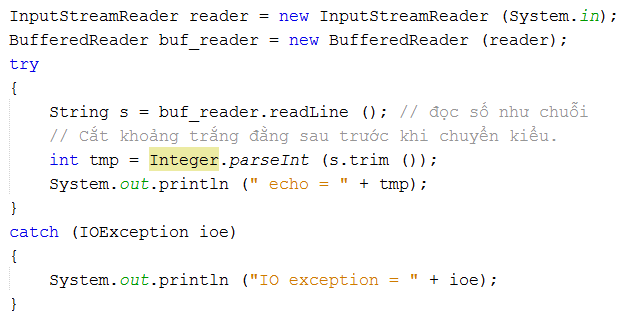 InputStreamReader reader = new InputStreamReader (System.in);
BufferedReader buf_reader = new BufferedReader (reader);
try
{
    String s = buf_reader.readLine (); // đọc số như chuỗi
    // Cắt khoảng trắng đằng sau trước khi chuyển kiểu.
    int tmp = Integer.parseInt (s.trim ());
    System.out.println (" echo = " + tmp);
}
catch (IOException ioe)
{
    System.out.println ("IO exception = " + ioe);
}